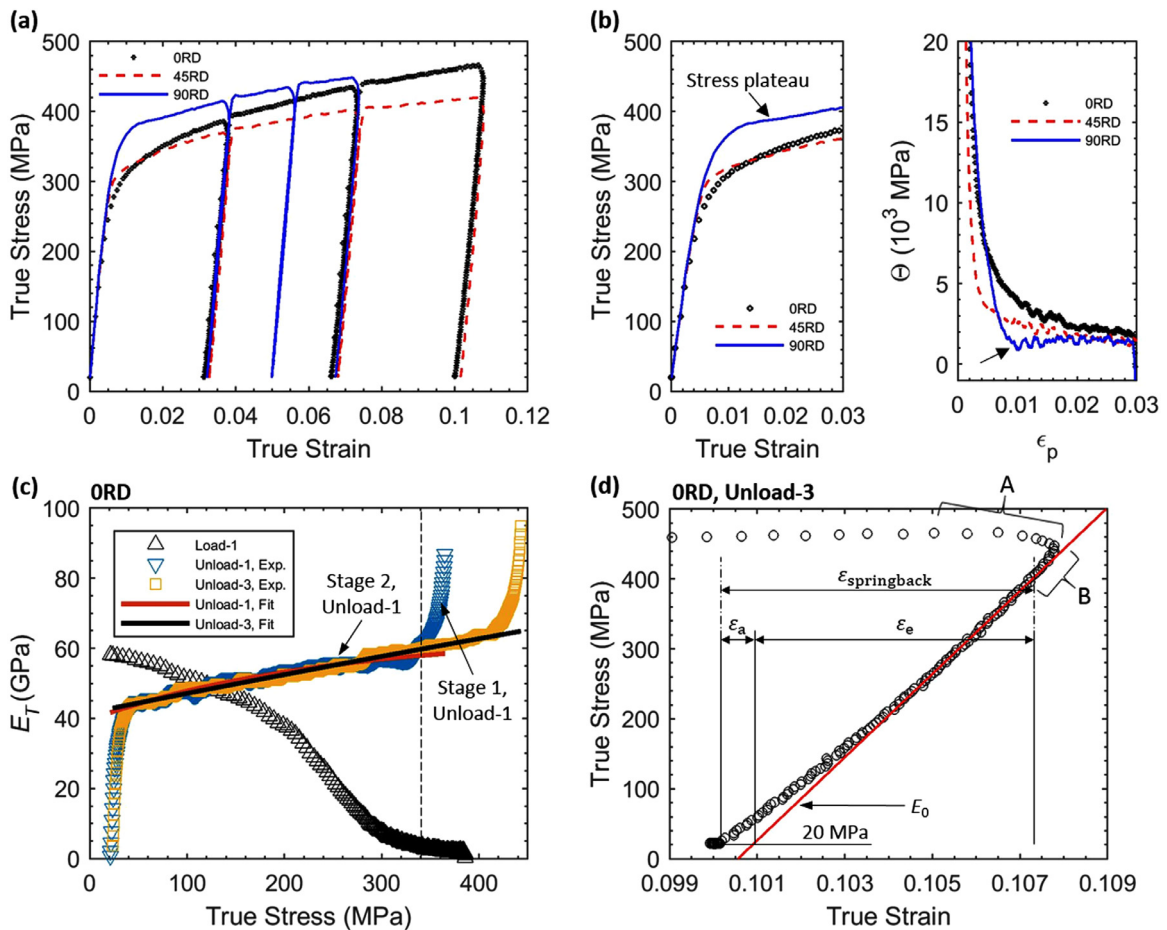 (a)
500
400
300
200
100
0
True Stress (MPa)
0RD
45RD
90RD
0 0.02 0.04 0.06 0.08 0.1 0.12
True Strain
(b)
500
400
300
200
100
0
True Stress (MPa)
Stress plateau
0RD
45RD
90RD
0 0.01 0.02 0.03
True Strain
20
15
10
5
0
Θ (10³ MPa)
0RD
45RD
90RD
0 0.01 0.02 0.03
ϵp
(c)
0RD
100
80
60
40
20
0
E_T (GPa)
Load-1
Unload-1, Exp.
Unload-3, Exp.
Unload-1, Fit
Unload-3, Fit
Stage 2,
Unload-1
Stage 1,
Unload-1
0 100 200 300 400
True Stress (MPa)
(d)
0RD, Unload-3
A
500
400
300
200
100
0
True Stress (MPa)
B
εspringback
εa
εe
E₀
20 MPa
0.099 0.101 0.103 0.105 0.107 0.109
True Strain